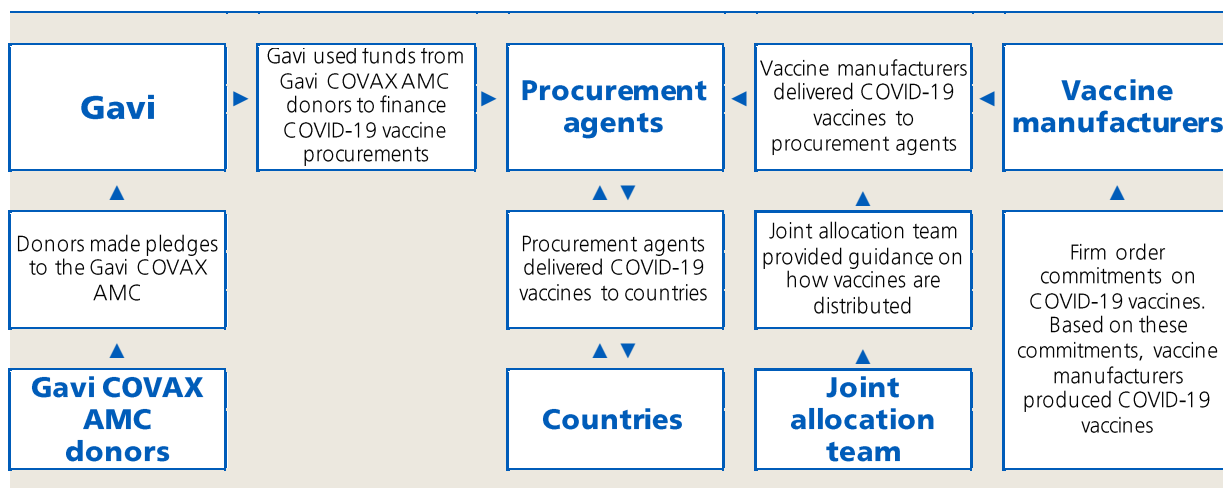 Gavi
Gavi used funds from
Gavi COVAX AMC
donors to finance
COVID-19 vaccine
procurements
Procurement
agents
Vaccine manufacturers
delivered COVID-19
vaccines to
procurement agents
Vaccine
manufacturers
Donors made pledges
to the Gavi COVAX
AMC
Procurement agents
delivered COVID-19
vaccines to countries
Joint allocation team
provided guidance on
how vaccines are
distributed
Firm order
commitments on
COVID-19 vaccines.
Based on these
commitments, vaccine
manufacturers
produced COVID-19
vaccines
Gavi COVAX
AMC
donors
Countries
Joint
allocation
team